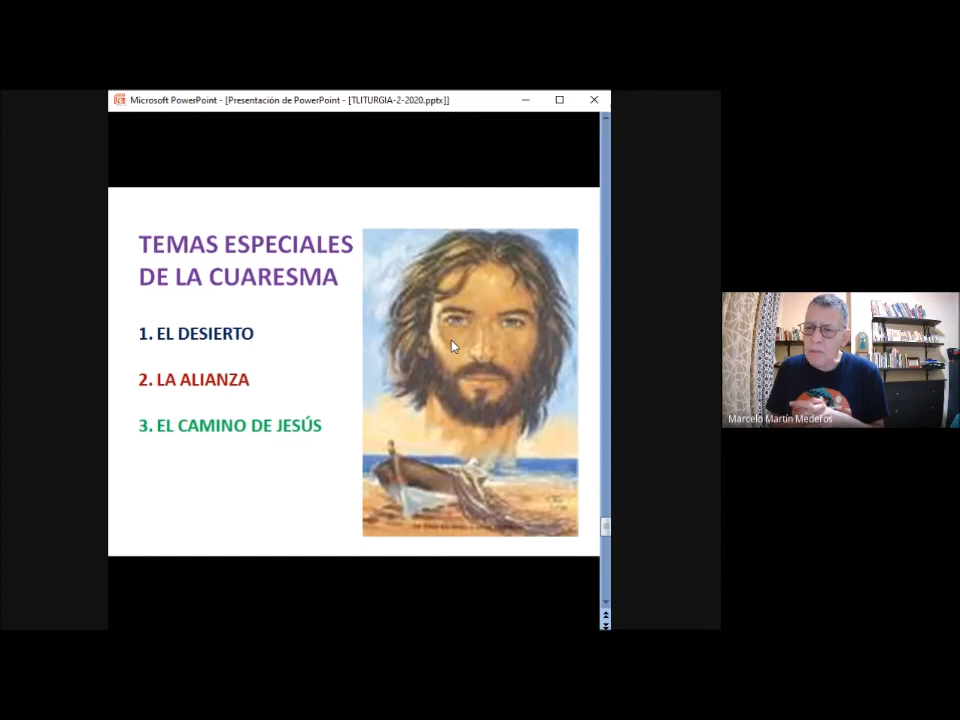 Microsoft PowerPoint - [Presentación de PowerPoint - [TLITURGIA-2-2020.pptx]]
TEMAS ESPECIALES
DE LA CUARESMA
1. EL DESIERTO
2. LA ALIANZA
3. EL CAMINO DE JESÚS
Marcelo Martín Mederos